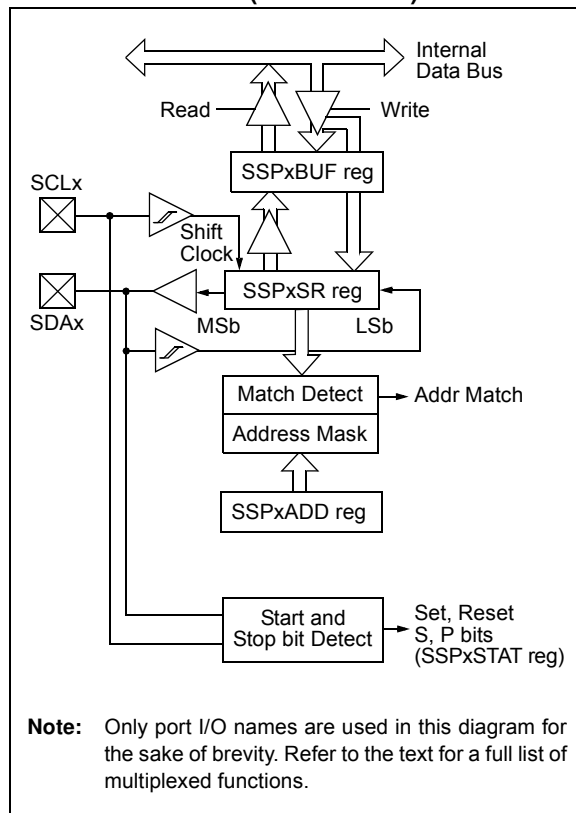 Internal
Data Bus
Read
Write
SSPxBUF reg
SCLx
Shift
Clock
SSPxSR reg
SDAx
MSb
LSb
Match Detect
Addr Match
Address Mask
SSPxADD reg
Start and
Stop bit Detect
Set, Reset
S, P bits
(SSPxSTAT reg)
Note: Only port I/O names are used in this diagram for
the sake of brevity. Refer to the text for a full list of
multiplexed functions.